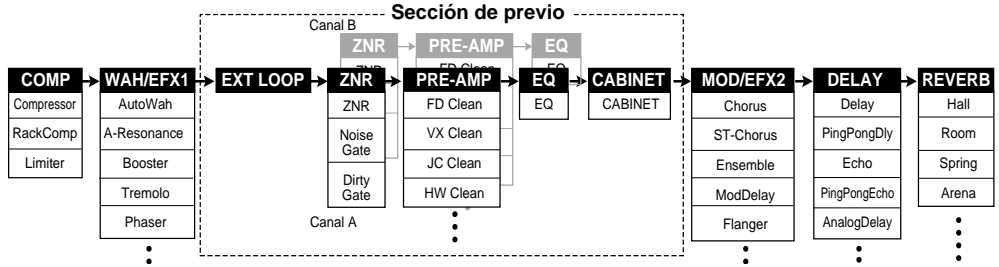 Sección de previo
Canal B
ZNR PRE-AMP EQ
FD Clean EQ
COMP WAH/EFX1 EXT LOOP ZNR PRE-AMP EQ CABINET MOD/EFX2 DELAY REVERB
Compressor AutoWah ZNR FD Clean EQ CABINET Chorus Delay Hall
RackComp A-Resonance Noise Gate VX Clean ST-Chorus PingPongDly Room
Limiter Booster JC Clean Ensemble Echo Spring
Tremolo Dirty Gate HW Clean ModDelay PingPongEcho Arena
Phaser Canal A Flanger AnalogDelay